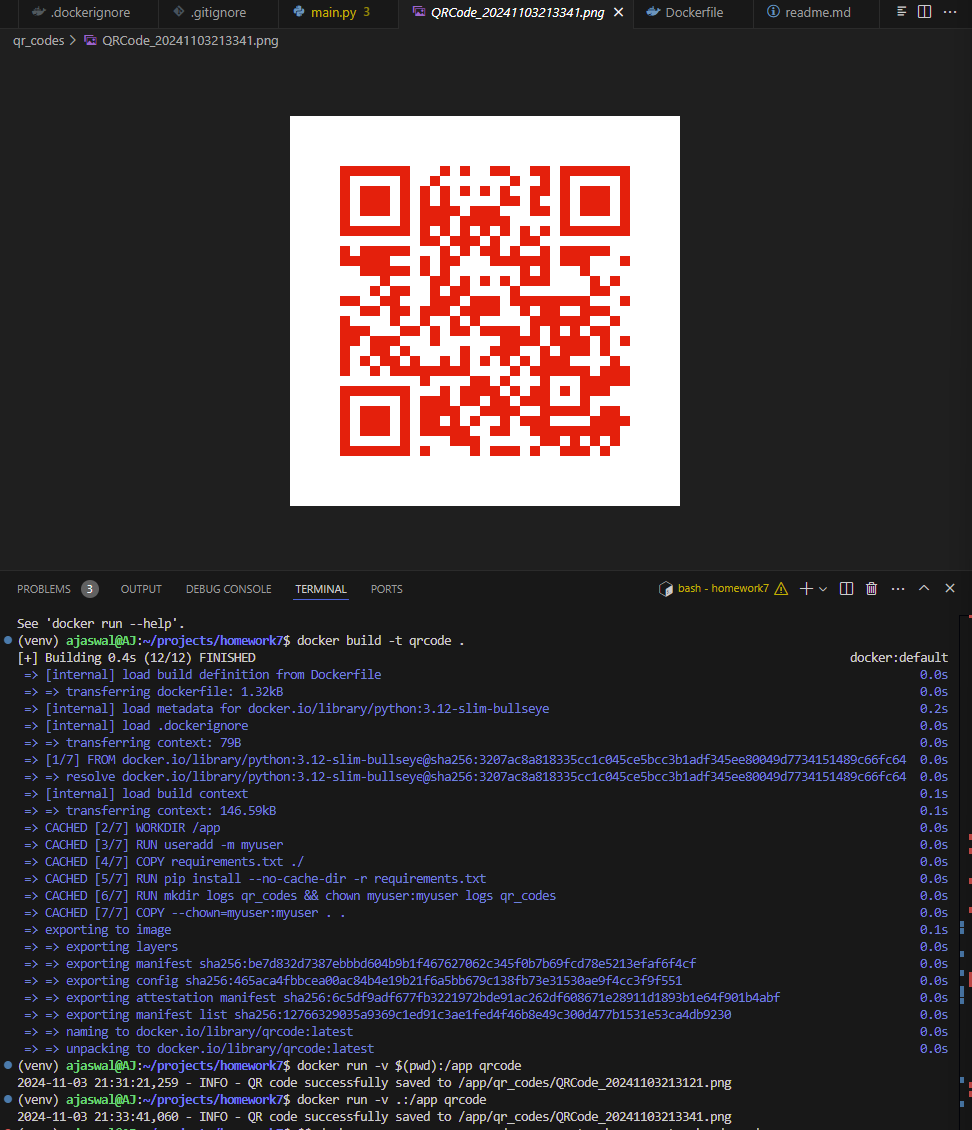 .dockerignore .gitignore main.py 3 QRCode_20241103213341.png Dockerfile readme.md
qr_codes > QRCode_20241103213341.png
PROBLEMS 3 OUTPUT DEBUG CONSOLE TERMINAL PORTS bash - homework7
See 'docker run --help'.
(venv) ajaswal@AJ:~/projects/homework7$ docker build -t qrcode .
[+] Building 0.4s (12/12) FINISHED docker:default
=> [internal] load build definition from Dockerfile 0.0s
=> => transferring dockerfile: 1.32kB 0.0s
=> [internal] load metadata for docker.io/library/python:3.12-slim-bullseye 0.2s
=> [internal] load .dockerignore 0.0s
=> => transferring context: 79B 0.0s
=> [1/7] FROM docker.io/library/python:3.12-slim-bullseye@sha256:3207ac8a818335cc1c045ce5bcc3b1adf345ee80049d7734151489c66fc64 0.0s
=> => resolve docker.io/library/python:3.12-slim-bullseye@sha256:3207ac8a818335cc1c045ce5bcc3b1adf345ee80049d7734151489c66fc64 0.0s
=> [internal] load build context 0.1s
=> => transferring context: 146.59kB 0.1s
=> CACHED [2/7] WORKDIR /app 0.0s
=> CACHED [3/7] RUN useradd -m myuser 0.0s
=> CACHED [4/7] COPY requirements.txt ./ 0.0s
=> CACHED [5/7] RUN pip install --no-cache-dir -r requirements.txt 0.0s
=> CACHED [6/7] RUN mkdir logs qr_codes && chown myuser:myuser logs qr_codes 0.0s
=> CACHED [7/7] COPY --chown=myuser:myuser . . 0.0s
=> exporting to image 0.1s
=> => exporting layers 0.0s
=> => exporting manifest sha256:be7d832d7387ebbbd604b9b1f467627062c345f0b7b69fcd78e5213efaf6f4cf 0.0s
=> => exporting config sha256:465aca4fbbcea00ac84b4e19b21f6a5bb679c138fb73e31530ae9f4cc3f9f551 0.0s
=> => exporting attestation manifest sha256:6c5df9adf677fb3221972bde91ac262df608671e28911d1893b1e64f901b4abf 0.0s
=> => exporting manifest list sha256:12766329035a9369c1ed91c3ae1fed4f46b8e49c300d477b1531e53ca4db9230 0.0s
=> => naming to docker.io/library/qrcode:latest 0.0s
=> => unpacking to docker.io/library/qrcode:latest 0.0s
(venv) ajaswal@AJ:~/projects/homework7$ docker run -v $(pwd):/app qrcode
2024-11-03 21:31:21,259 - INFO - QR code successfully saved to /app/qr_codes/QRCode_20241103213121.png
(venv) ajaswal@AJ:~/projects/homework7$ docker run -v .:/app qrcode
2024-11-03 21:33:41,060 - INFO - QR code successfully saved to /app/qr_codes/QRCode_20241103213341.png